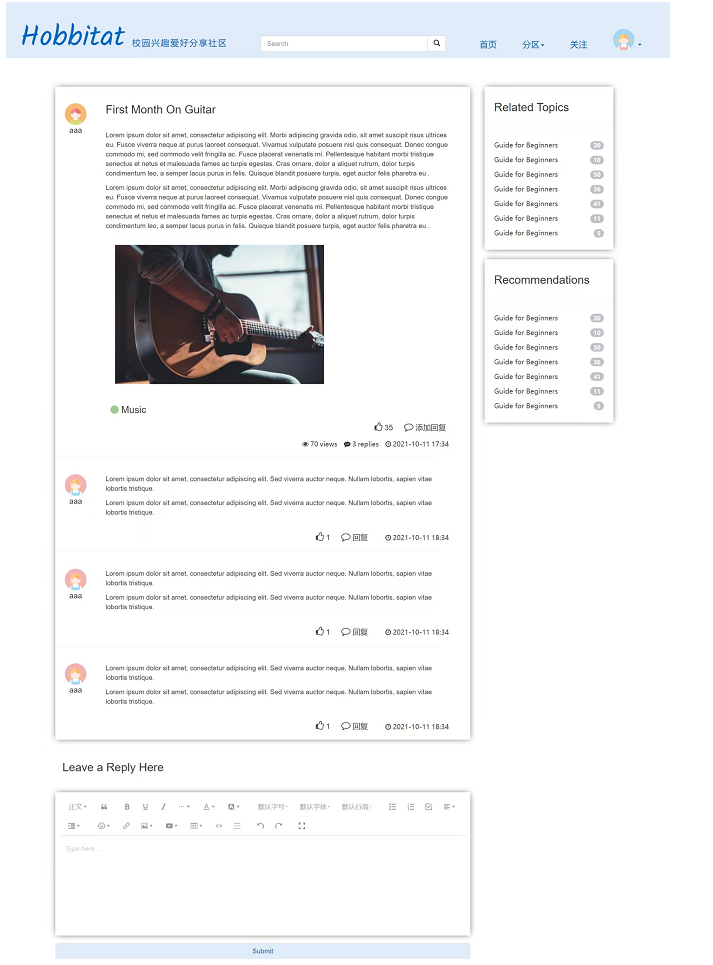 Hobbitat 校园兴趣爱好分享社区
Search
首页 分区 关注
aaa
First Month On Guitar
Lorem ipsum dolor sit amet, consectetur adipiscing elit. Morbi adipiscing gravida odio, sit amet suscipit risus ultrices
eu. Fusce viverra neque at purus laoreet consequat. Vivamus vulputate posuere nisl quis consequat. Donec congue
commodo mi, sed commodo velit fringilla ac. Fusce placerat venenatis mi. Pellentesque habitant morbi tristique
senectus et netus et malesuada fames ac turpis egestas. Cras ornare, dolor a aliquet rutrum, dolor turpis
condimentum leo, a semper lacus purus in felis. Quisque blandit posuere turpis, eget auctor felis pharetra eu .
Lorem ipsum dolor sit amet, consectetur adipiscing elit. Morbi adipiscing gravida odio, sit amet suscipit risus ultrices
eu. Fusce viverra neque at purus laoreet consequat. Vivamus vulputate posuere nisl quis consequat. Donec congue
commodo mi, sed commodo velit fringilla ac. Fusce placerat venenatis mi. Pellentesque habitant morbi tristique
senectus et netus et malesuada fames ac turpis egestas. Cras ornare, dolor a aliquet rutrum, dolor turpis
condimentum leo, a semper lacus purus in felis. Quisque blandit posuere turpis, eget auctor felis pharetra eu .
Music
35 添加回复
70 views 3 replies 2021-10-11 17:34
aaa
Lorem ipsum dolor sit amet, consectetur adipiscing elit. Sed viverra auctor neque. Nullam lobortis, sapien vitae
lobortis tristique.
Lorem ipsum dolor sit amet, consectetur adipiscing elit. Sed viverra auctor neque. Nullam lobortis, sapien vitae
lobortis tristique.
1 回复 2021-10-11 18:34
aaa
Lorem ipsum dolor sit amet, consectetur adipiscing elit. Sed viverra auctor neque. Nullam lobortis, sapien vitae
lobortis tristique.
Lorem ipsum dolor sit amet, consectetur adipiscing elit. Sed viverra auctor neque. Nullam lobortis, sapien vitae
lobortis tristique.
1 回复 2021-10-11 18:34
aaa
Lorem ipsum dolor sit amet, consectetur adipiscing elit. Sed viverra auctor neque. Nullam lobortis, sapien vitae
lobortis tristique.
Lorem ipsum dolor sit amet, consectetur adipiscing elit. Sed viverra auctor neque. Nullam lobortis, sapien vitae
lobortis tristique.
1 回复 2021-10-11 18:34
Related Topics
Guide for Beginners 20
Guide for Beginners 10
Guide for Beginners 50
Guide for Beginners 36
Guide for Beginners 41
Guide for Beginners 11
Guide for Beginners 5
Recommendations
Guide for Beginners 20
Guide for Beginners 10
Guide for Beginners 50
Guide for Beginners 36
Guide for Beginners 41
Guide for Beginners 11
Guide for Beginners 5
Leave a Reply Here
正文 B U I A A 默认字号 默认字体 默认行高
Type here...
Submit